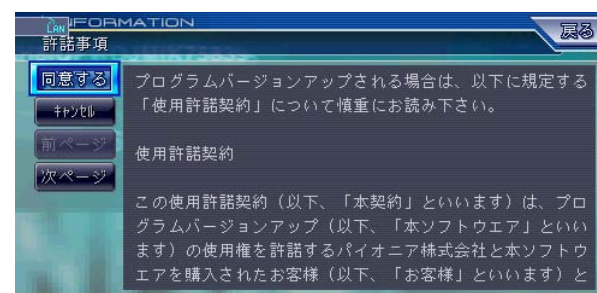 LAN
INFORMATION
戻る
許諾事項
同意する
キャンセル
前ページ
次ページ
プログラムバージョンアップされる場合は、以下に規定する
「使用許諾契約」について慎重にお読み下さい。
使用許諾契約
この使用許諾契約（以下、「本契約」といいます）は、プロ
グラムバージョンアップ（以下、「本ソフトウエア」といい
ます）の使用権を許諾するパイオニア株式会社と本ソフトウ
エアを購入されたお客様（以下、「お客様」といいます）と